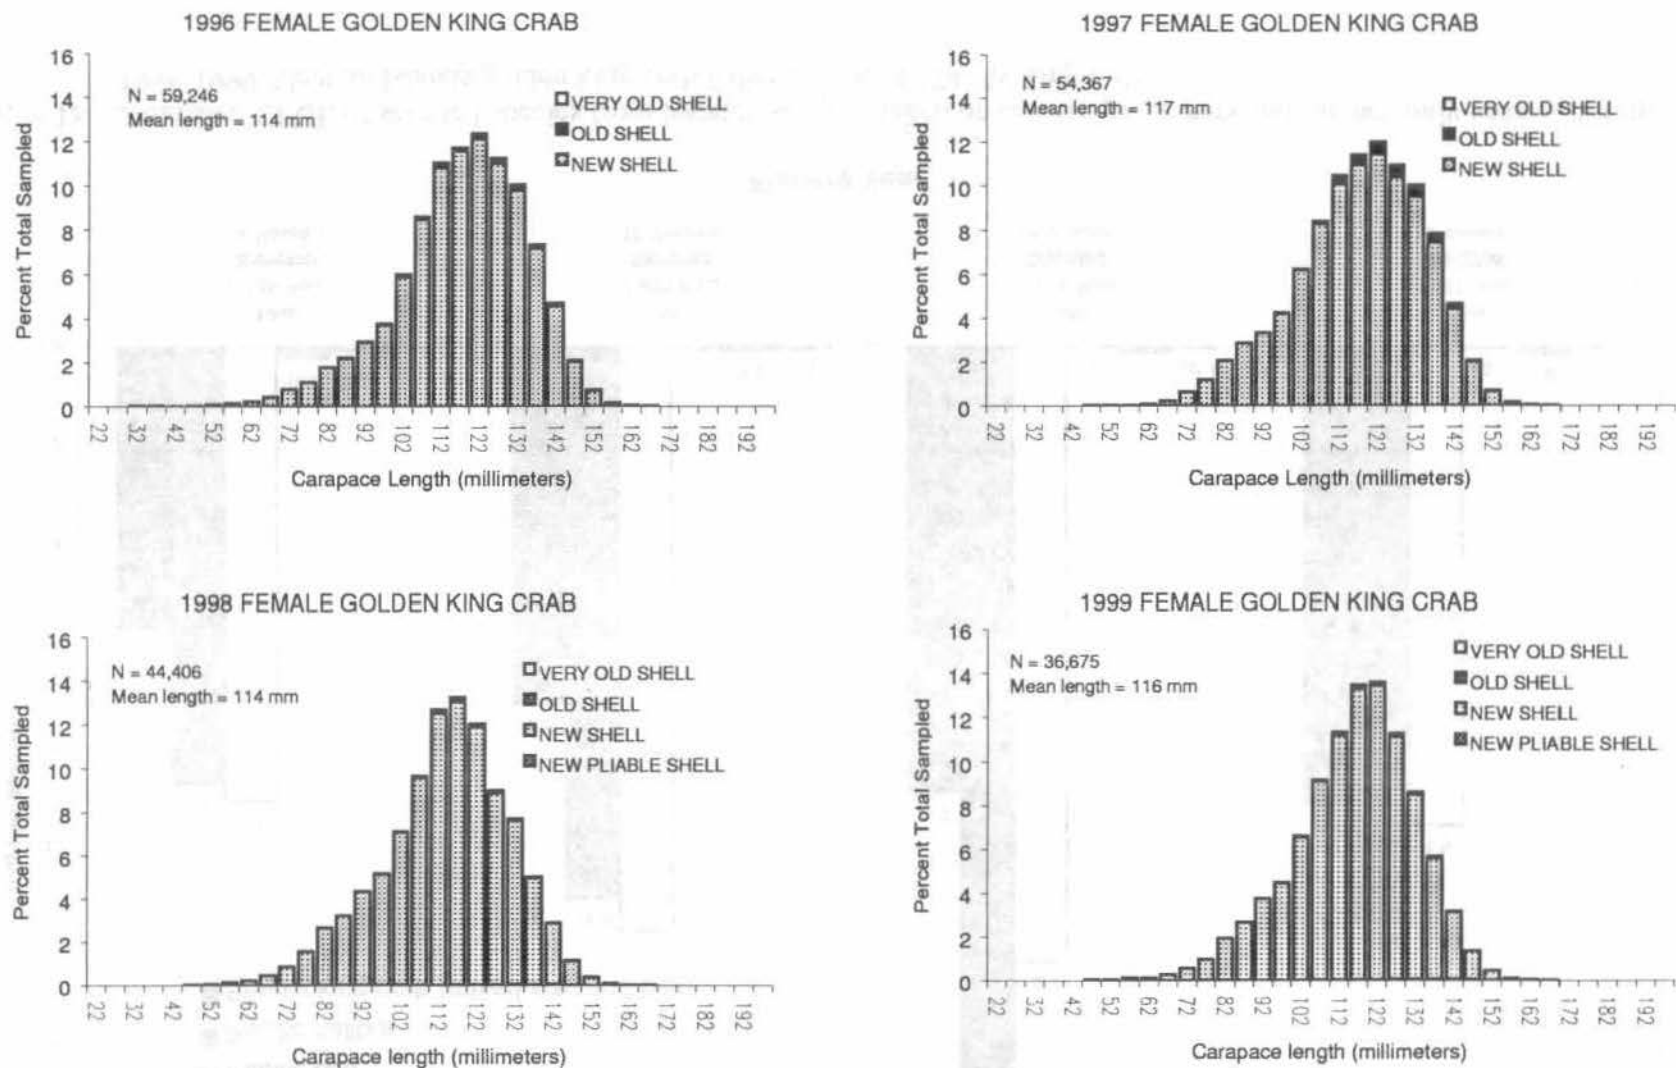 1996 FEMALE GOLDEN KING CRAB
16
14
12
10
8
6
4
2
0
Percent Total Sampled
N = 59,246
Mean length = 114 mm
VERY OLD SHELL
OLD SHELL
NEW SHELL
22 32 42 52 62 72 82 92 102 112 122 132 142 152 162 172 182 192
Carapace Length (millimeters)
1997 FEMALE GOLDEN KING CRAB
16
14
12
10
8
6
4
2
0
Percent Total Sampled
N = 54,367
Mean length = 117 mm
VERY OLD SHELL
OLD SHELL
NEW SHELL
22 32 42 52 62 72 82 92 102 112 122 132 142 152 162 172 182 192
Carapace Length (millimeters)
1998 FEMALE GOLDEN KING CRAB
16
14
12
10
8
6
4
2
0
Percent Total Sampled
N = 44,406
Mean length = 114 mm
VERY OLD SHELL
OLD SHELL
NEW SHELL
NEW PLIABLE SHELL
22 32 42 52 62 72 82 92 102 112 122 132 142 152 162 172 182 192
Carapace length (millimeters)
1999 FEMALE GOLDEN KING CRAB
16
14
12
10
8
6
4
2
0
Percent Total Sampled
N = 36,675
Mean length = 116 mm
VERY OLD SHELL
OLD SHELL
NEW SHELL
NEW PLIABLE SHELL
22 32 42 52 62 72 82 92 102 112 122 132 142 152 162 172 182 192
Carapace length (millimeters)